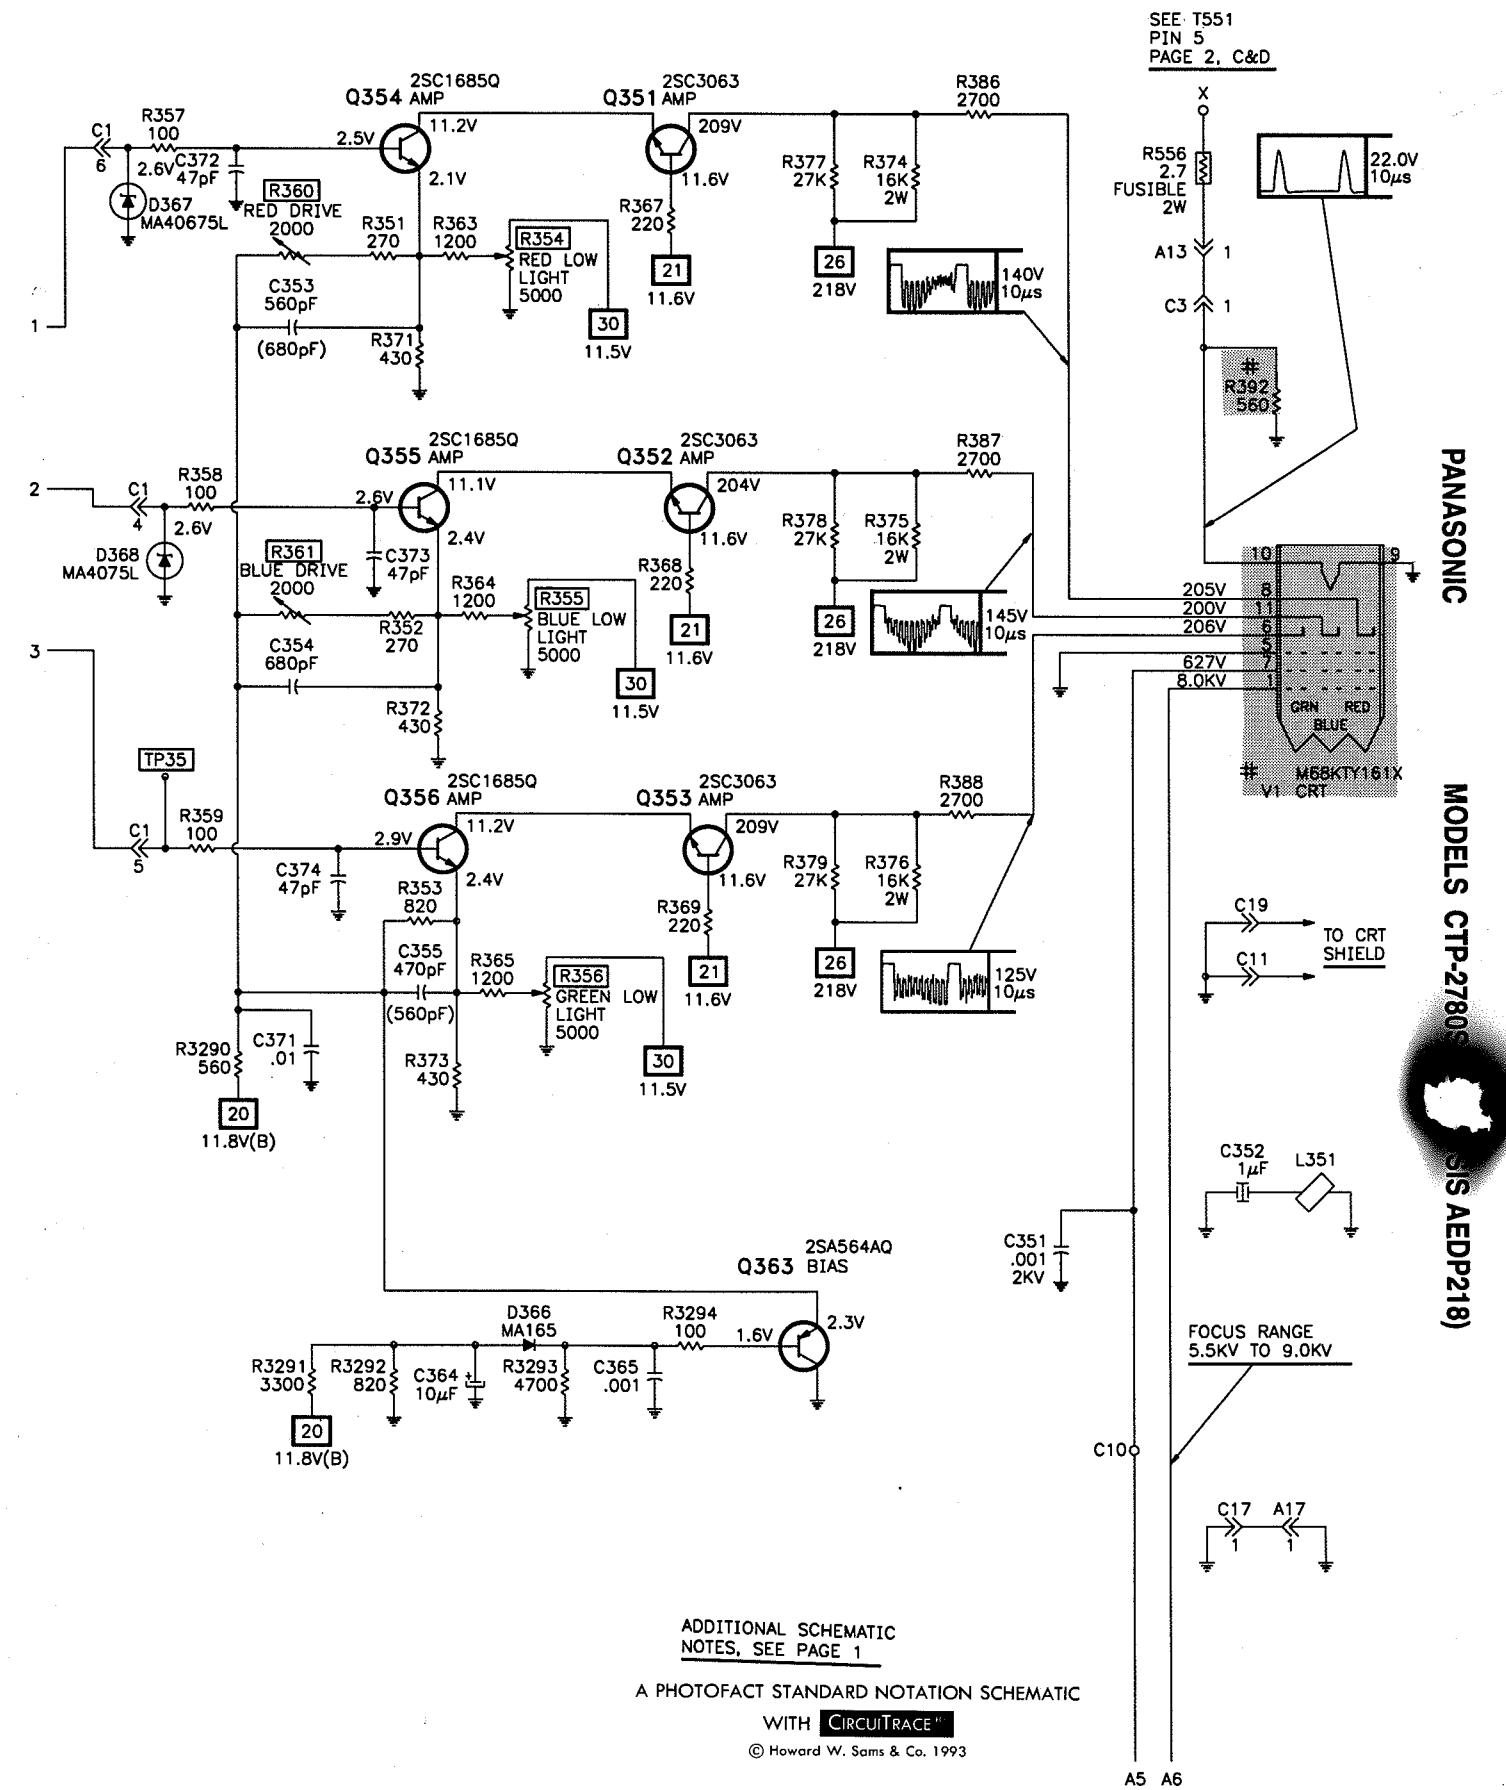 SEE T551
PIN 5
PAGE 2, C&D
X
R556
2.7
FUSIBLE
2W
22.0V
10µs
A13 1
C3 1
#
R392
560
1
C1
6
R357
100
2.6V
C372
47pF
D367
MA40675L
2.5V
Q354
2SC1685Q
AMP
11.2V
2.1V
Q351
2SC3063
AMP
209V
11.6V
R360
RED DRIVE
2000
R351
270
R363
1200
R354
RED LOW
LIGHT
5000
C353
560pF
(680pF)
R371
430
30
11.5V
R367
220
21
11.6V
R377
27K
R374
16K
2W
26
218V
R386
2700
140V
10µs
2
C1
4
R358
100
2.6V
D368
MA4075L
2.6V
Q355
2SC1685Q
AMP
11.1V
2.4V
C373
47pF
Q352
2SC3063
AMP
204V
11.6V
R361
BLUE DRIVE
2000
R352
270
R364
1200
R355
BLUE LOW
LIGHT
5000
C354
680pF
R372
430
30
11.5V
R368
220
21
11.6V
R378
27K
R375
16K
2W
26
218V
R387
2700
145V
10µs
10
9
205V 8
200V 11
206V 6
5
627V 7
8.0KV 1
GRN RED
BLUE
#
V1
M68KTY161X
CRT
3
TP35
C1
5
R359
100
C374
47pF
2.9V
Q356
2SC1685Q
AMP
11.2V
2.4V
Q353
2SC3063
AMP
209V
11.6V
R353
820
C355
470pF
(560pF)
R365
1200
R356
GREEN LOW
LIGHT
5000
R373
430
30
11.5V
R369
220
21
11.6V
R379
27K
R376
16K
2W
26
218V
R388
2700
125V
10µs
R3290
560
C371
.01
20
11.8V(B)
C19
C11
TO CRT
SHIELD
C352
1µF
L351
C351
.001
2KV
Q363
2SA564AQ
BIAS
2.3V
1.6V
D366
MA165
R3294
100
R3291
3300
R3292
820
C364
10µF
+
R3293
4700
C365
.001
20
11.8V(B)
FOCUS RANGE
5.5KV TO 9.0KV
C10
C17
1
A17
1
A5 A6
ADDITIONAL SCHEMATIC
NOTES, SEE PAGE 1
A PHOTOFACT STANDARD NOTATION SCHEMATIC
WITH CIRCUITRACE
© Howard W. Sams & Co. 1993
PANASONIC
MODELS CTP-2780S SIS AEDP218)